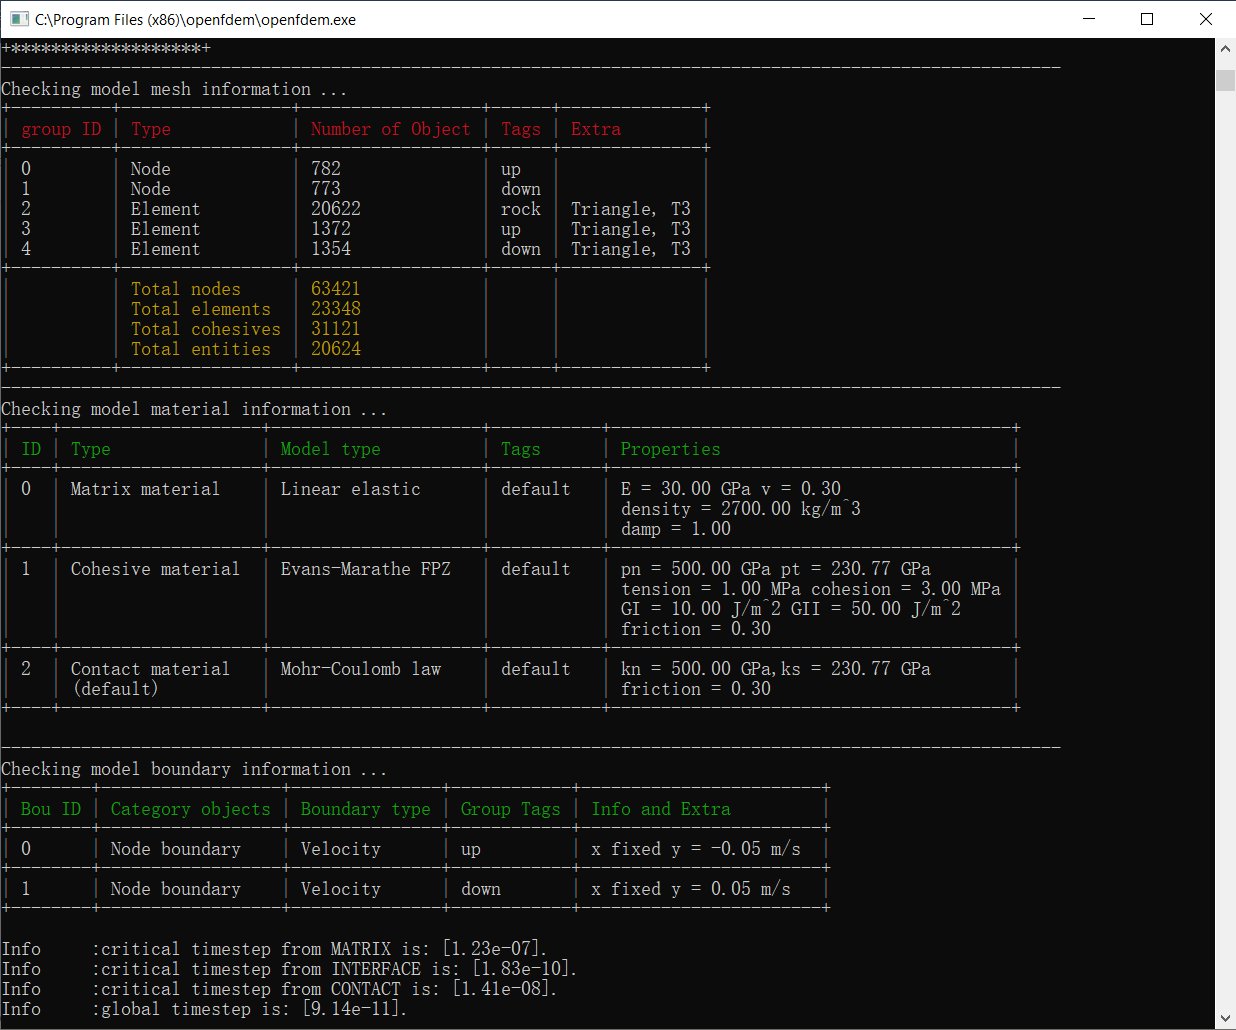 C:\Program Files (x86)\openfdem\openfdem.exe
+*******************+
Checking model mesh information ...
group ID | Type | Number of Object | Tags | Extra
0 | Node | 782 | up
1 | Node | 773 | down
2 | Element | 20622 | rock | Triangle, T3
3 | Element | 1372 | up | Triangle, T3
4 | Element | 1354 | down | Triangle, T3
Total nodes | 63421
Total elements | 23348
Total cohesives | 31121
Total entities | 20624
Checking model material information ...
ID | Type | Model type | Tags | Properties
0 | Matrix material | Linear elastic | default | E = 30.00 GPa v = 0.30
density = 2700.00 kg/m^3
damp = 1.00
1 | Cohesive material | Evans-Marathe FPZ | default | pn = 500.00 GPa pt = 230.77 GPa
tension = 1.00 MPa cohesion = 3.00 MPa
GI = 10.00 J/m^2 GII = 50.00 J/m^2
friction = 0.30
2 | Contact material | Mohr-Coulomb law | default | kn = 500.00 GPa,ks = 230.77 GPa
(default) | friction = 0.30
Checking model boundary information ...
Bou ID | Category objects | Boundary type | Group Tags | Info and Extra
0 | Node boundary | Velocity | up | x fixed y = -0.05 m/s
1 | Node boundary | Velocity | down | x fixed y = 0.05 m/s
Info :critical timestep from MATRIX is: [1.23e-07].
Info :critical timestep from INTERFACE is: [1.83e-10].
Info :critical timestep from CONTACT is: [1.41e-08].
Info :global timestep is: [9.14e-11].